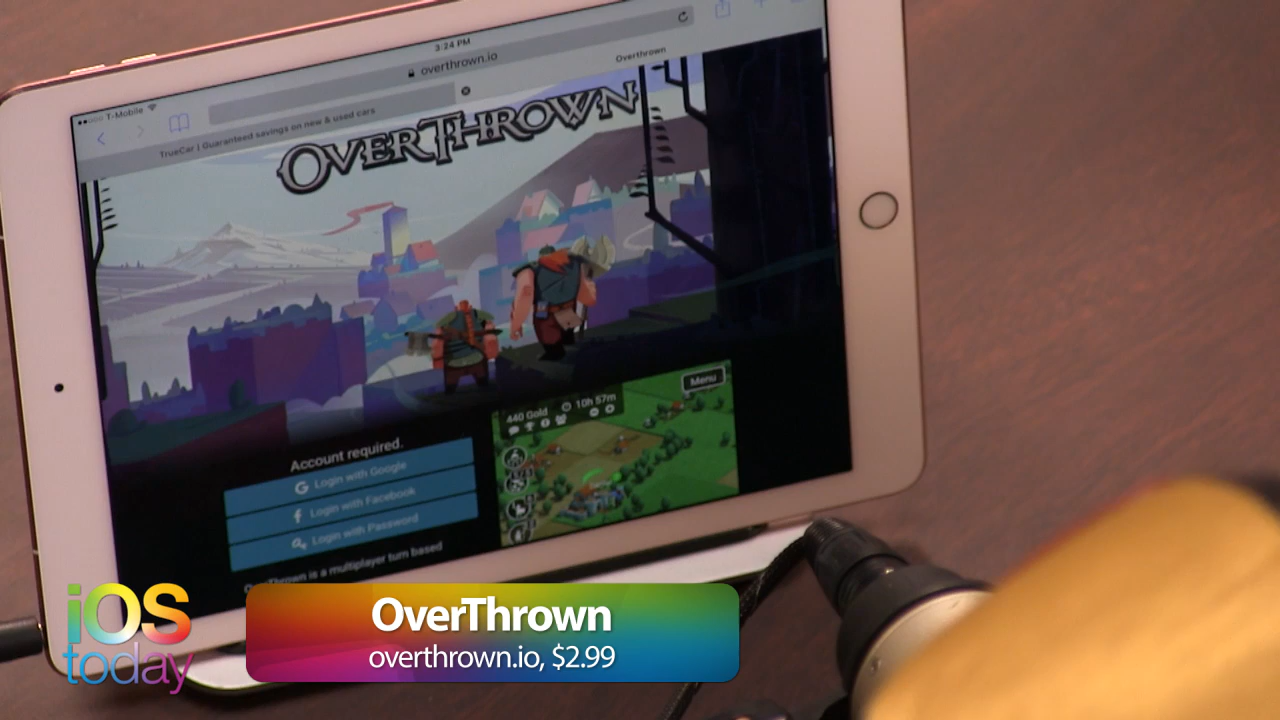 3:24 PM
T-Mobile
overthrown.io
TrueCar | Guaranteed savings on new & used cars
Overthrown
OVERTHROWN
440 Gold 10h 57m
Menu
Account required.
G Login with Google
f Login with Facebook
Login with Password
OverThrown is a multiplayer turn based
iOS
today
OverThrown
overthrown.io, $2.99